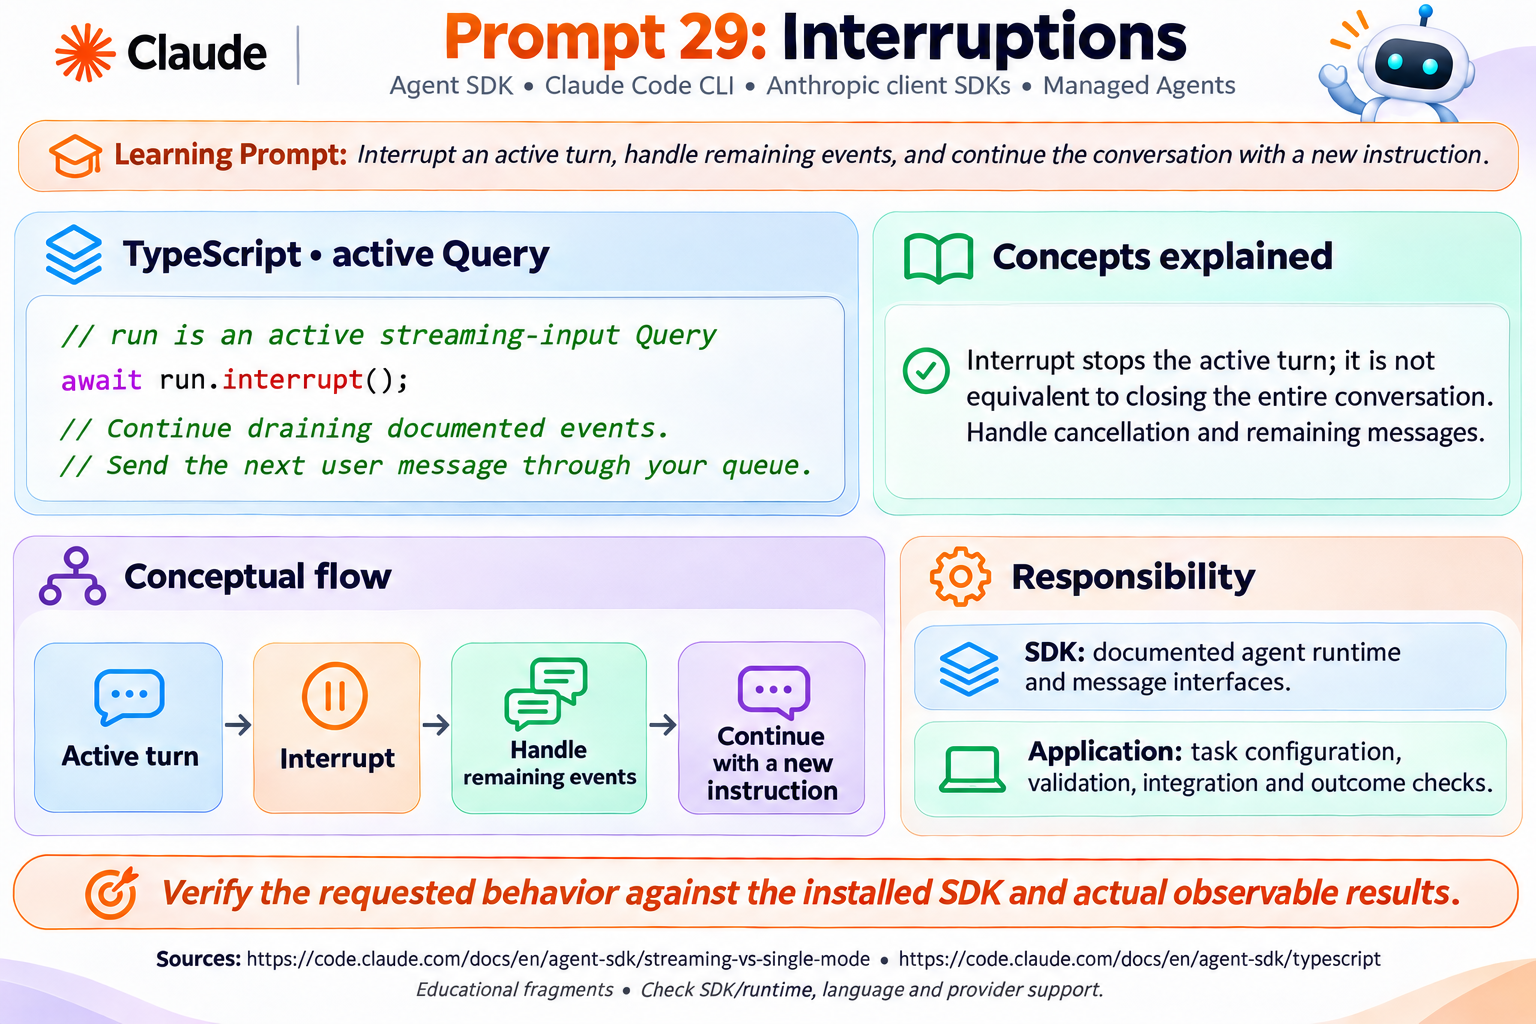 Claude
Prompt 29: Interruptions
Agent SDK • Claude Code CLI • Anthropic client SDKs • Managed Agents
Learning Prompt: Interrupt an active turn, handle remaining events, and continue the conversation with a new instruction.
TypeScript • active Query
// run is an active streaming-input Query
await run.interrupt();
// Continue draining documented events.
// Send the next user message through your queue.
Concepts explained
Interrupt stops the active turn; it is not
equivalent to closing the entire conversation.
Handle cancellation and remaining messages.
Conceptual flow
Active turn
Interrupt
Handle
remaining events
Continue
with a new
instruction
Responsibility
SDK: documented agent runtime
and message interfaces.
Application: task configuration,
validation, integration and outcome checks.
Verify the requested behavior against the installed SDK and actual observable results.
Sources: https://code.claude.com/docs/en/agent-sdk/streaming-vs-single-mode • https://code.claude.com/docs/en/agent-sdk/typescript
Educational fragments • Check SDK/runtime, language and provider support.